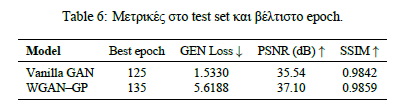 Table 6: Μετρικές στο test set και βέλτιστο epoch.
Model Best epoch GEN Loss ↓ PSNR (dB) ↑ SSIM ↑
Vanilla GAN 125 1.5330 35.54 0.9842
WGAN–GP 135 5.6188 37.10 0.9859